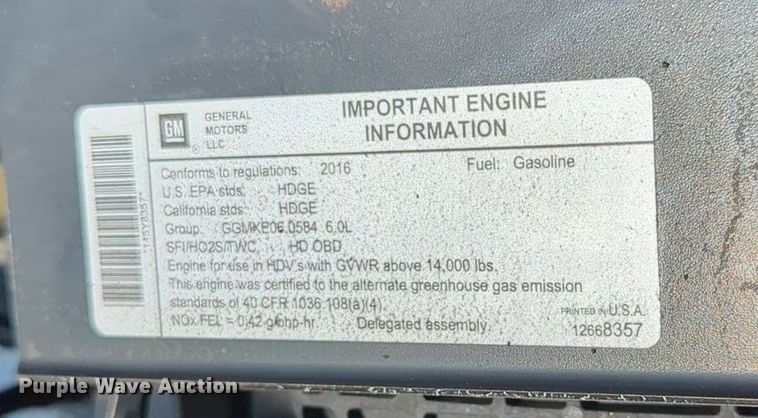 GM
®
GENERAL
MOTORS
LLC
IMPORTANT ENGINE
INFORMATION
Conforms to regulations: 2016 Fuel: Gasoline
U.S. EPA stds: HDGE
California stds: HDGE
Group: GGMXE06.0584 6.0L
SFI/HO2S/TWC, HD OBD
Engine for use in HDV's with GVWR above 14,000 lbs.
This engine was certified to the alternate greenhouse gas emission
standards of 40 CFR 1036.108(a)(4)
NOx FEL = 0.42 g/bhp-hr Delegated assembly
PRINTED IN U.S.A.
12668357
Purple Wave Auction